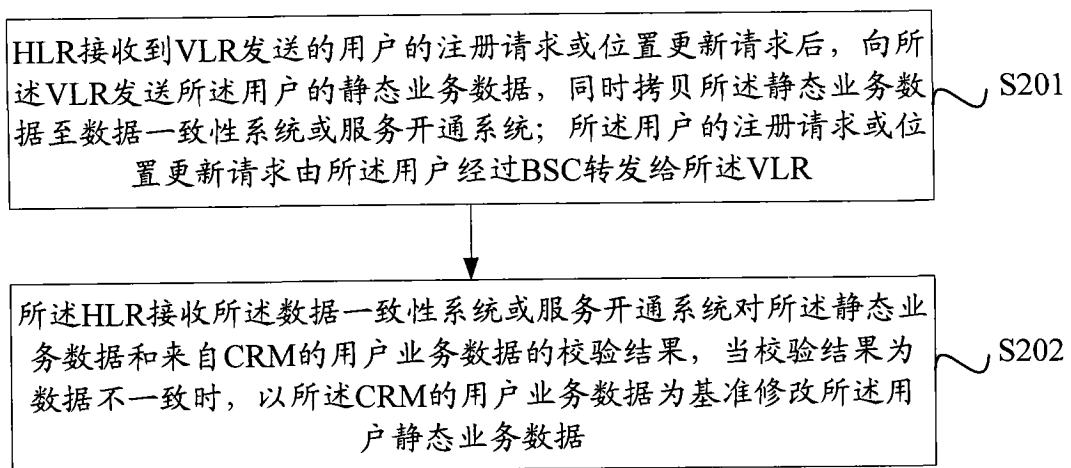 HLR接收到VLR发送的用户的注册请求或位置更新请求后，向所
述VLR发送所述用户的静态业务数据，同时拷贝所述静态业务数
据至数据一致性系统或服务开通系统；所述用户的注册请求或位
置更新请求由所述用户经过BSC转发给所述VLR
S201
所述HLR接收所述数据一致性系统或服务开通系统对所述静态业
务数据和来自CRM的用户业务数据的校验结果，当校验结果为
数据不一致时，以所述CRM的用户业务数据为基准修改所述用
户静态业务数据
S202